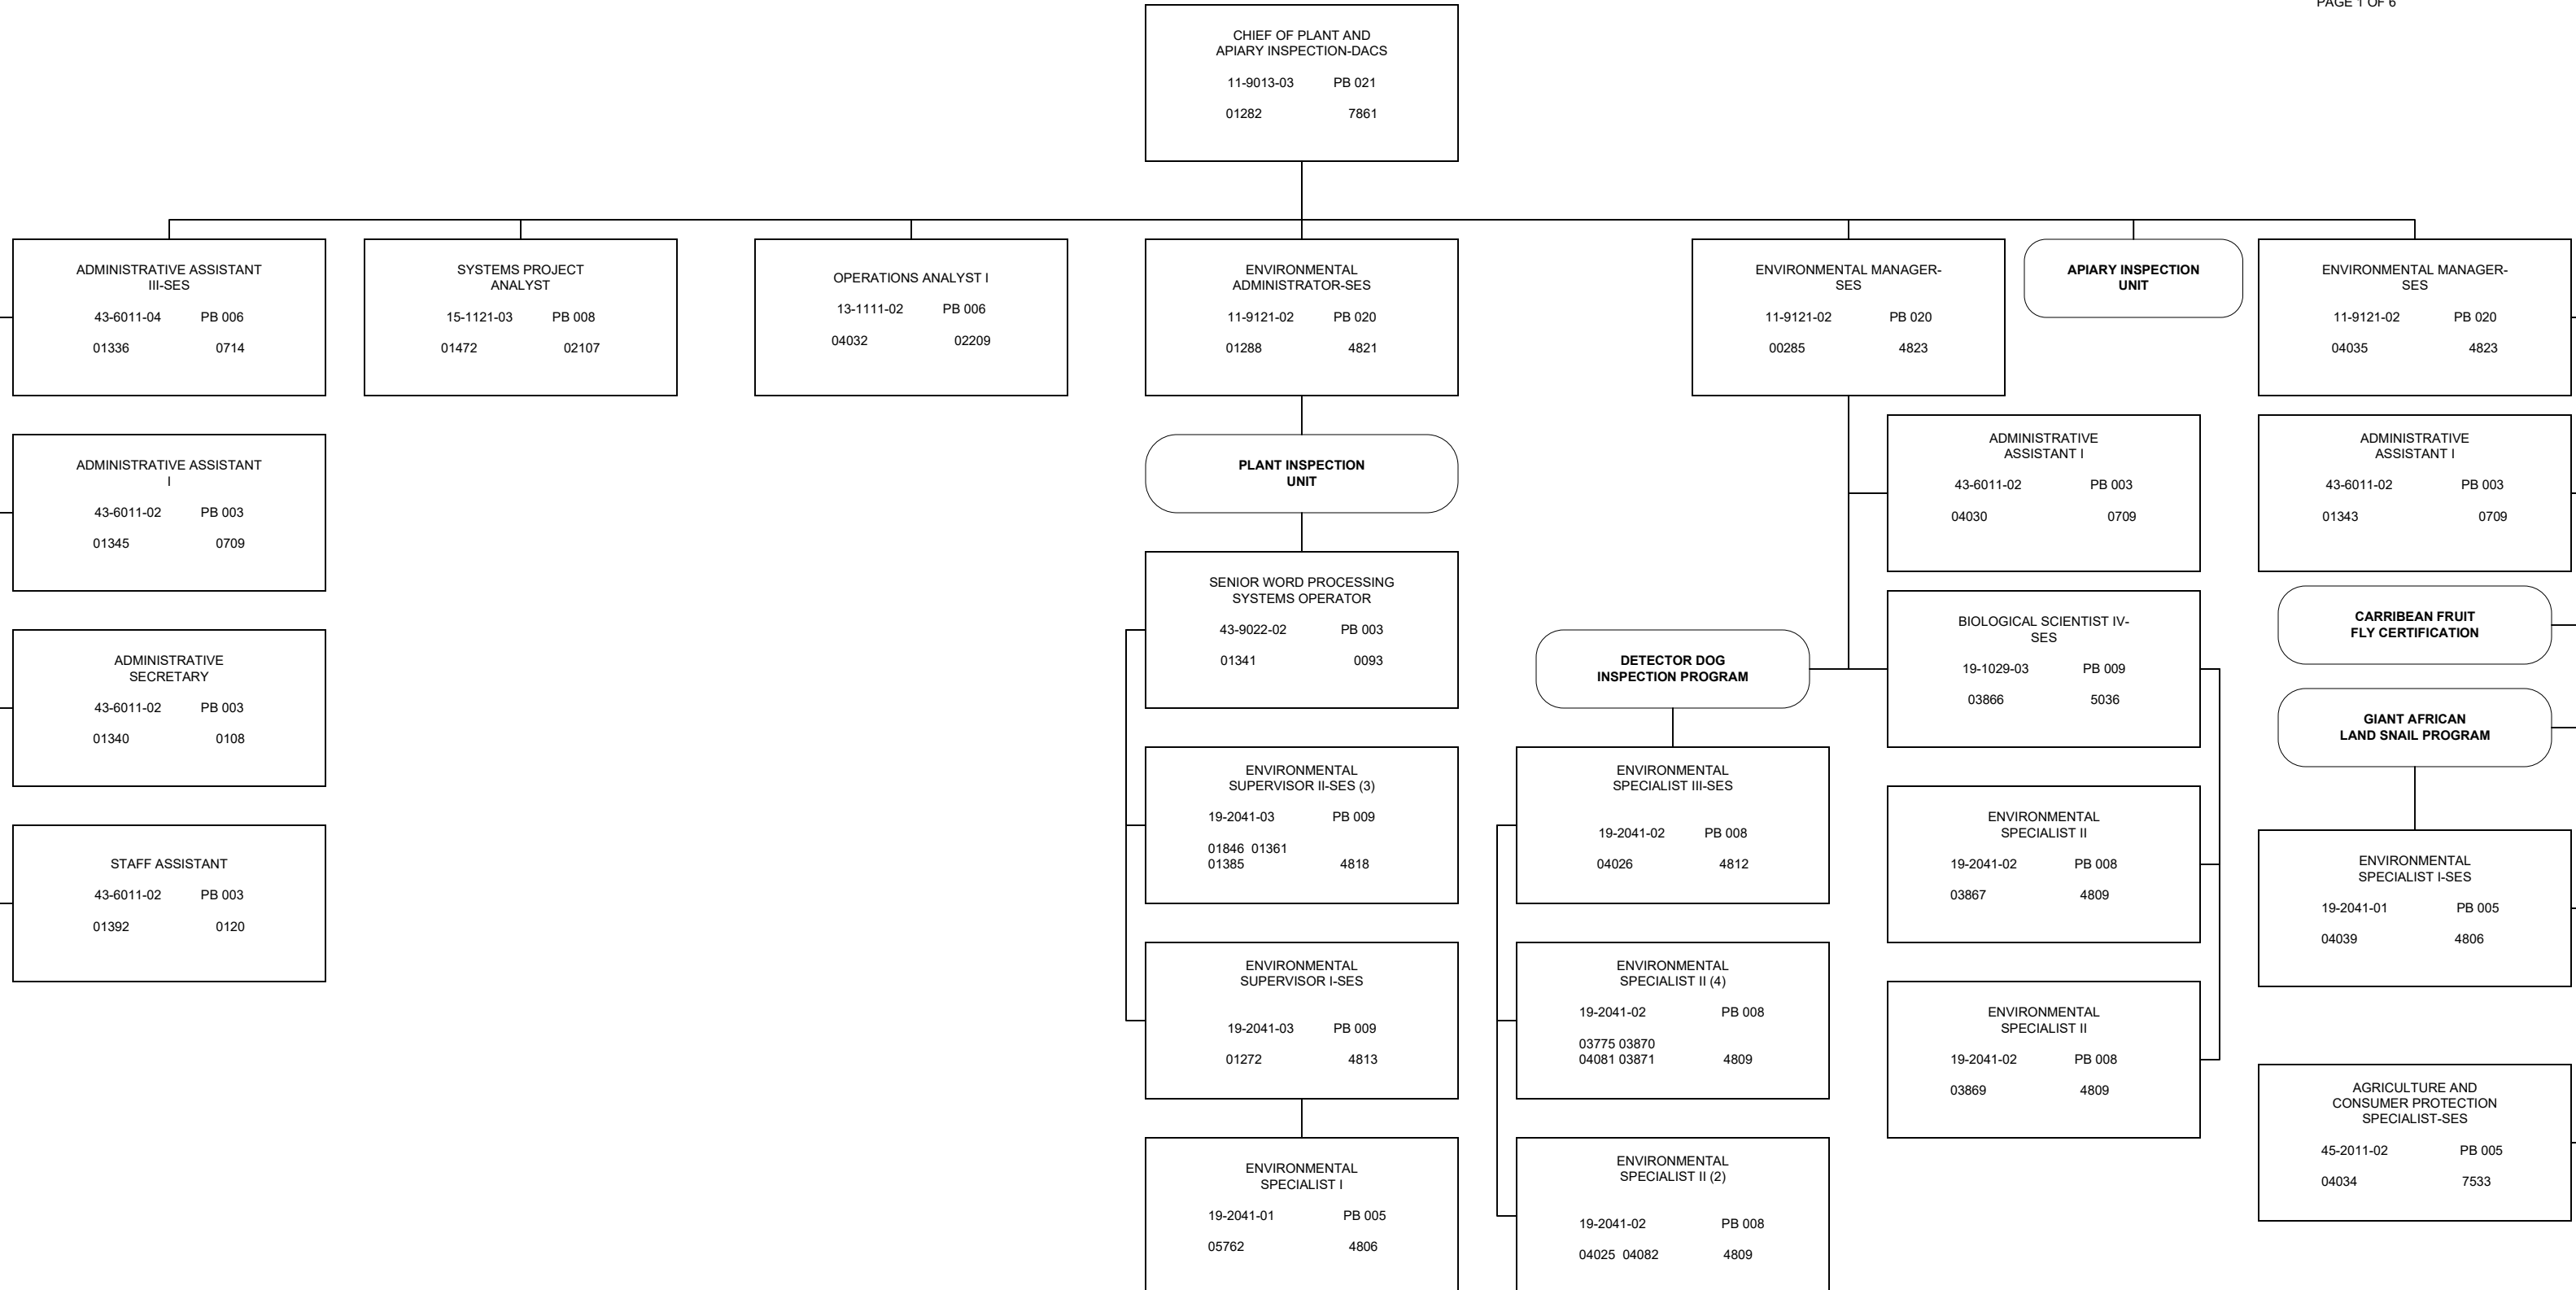 PAGE 1 OF 6
CHIEF OF PLANT AND
APIARY INSPECTION-DACS
11-9013-03 PB 021
01282 7861
ADMINISTRATIVE ASSISTANT
III-SES
43-6011-04 PB 006
01336 0714
SYSTEMS PROJECT
ANALYST
15-1121-03 PB 008
01472 02107
OPERATIONS ANALYST I
13-1111-02 PB 006
04032 02209
ENVIRONMENTAL
ADMINISTRATOR-SES
11-9121-02 PB 020
01288 4821
ENVIRONMENTAL MANAGER-
SES
11-9121-02 PB 020
00285 4823
APIARY INSPECTION
UNIT
ENVIRONMENTAL MANAGER-
SES
11-9121-02 PB 020
04035 4823
ADMINISTRATIVE ASSISTANT
I
43-6011-02 PB 003
01345 0709
ADMINISTRATIVE
SECRETARY
43-6011-02 PB 003
01340 0108
STAFF ASSISTANT
43-6011-02 PB 003
01392 0120
PLANT INSPECTION
UNIT
SENIOR WORD PROCESSING
SYSTEMS OPERATOR
43-9022-02 PB 003
01341 0093
ENVIRONMENTAL
SUPERVISOR II-SES (3)
19-2041-03 PB 009
01846 01361
01385 4818
ENVIRONMENTAL
SUPERVISOR I-SES
19-2041-03 PB 009
01272 4813
ENVIRONMENTAL
SPECIALIST I
19-2041-01 PB 005
05762 4806
DETECTOR DOG
INSPECTION PROGRAM
ENVIRONMENTAL
SPECIALIST III-SES
19-2041-02 PB 008
04026 4812
ENVIRONMENTAL
SPECIALIST II (4)
19-2041-02 PB 008
03775 03870
04081 03871 4809
ENVIRONMENTAL
SPECIALIST II (2)
19-2041-02 PB 008
04025 04082 4809
ADMINISTRATIVE
ASSISTANT I
43-6011-02 PB 003
04030 0709
BIOLOGICAL SCIENTIST IV-
SES
19-1029-03 PB 009
03866 5036
ENVIRONMENTAL
SPECIALIST II
19-2041-02 PB 008
03867 4809
ENVIRONMENTAL
SPECIALIST II
19-2041-02 PB 008
03869 4809
ADMINISTRATIVE
ASSISTANT I
43-6011-02 PB 003
01343 0709
CARRIBEAN FRUIT
FLY CERTIFICATION
GIANT AFRICAN
LAND SNAIL PROGRAM
ENVIRONMENTAL
SPECIALIST I-SES
19-2041-01 PB 005
04039 4806
AGRICULTURE AND
CONSUMER PROTECTION
SPECIALIST-SES
45-2011-02 PB 005
04034 7533